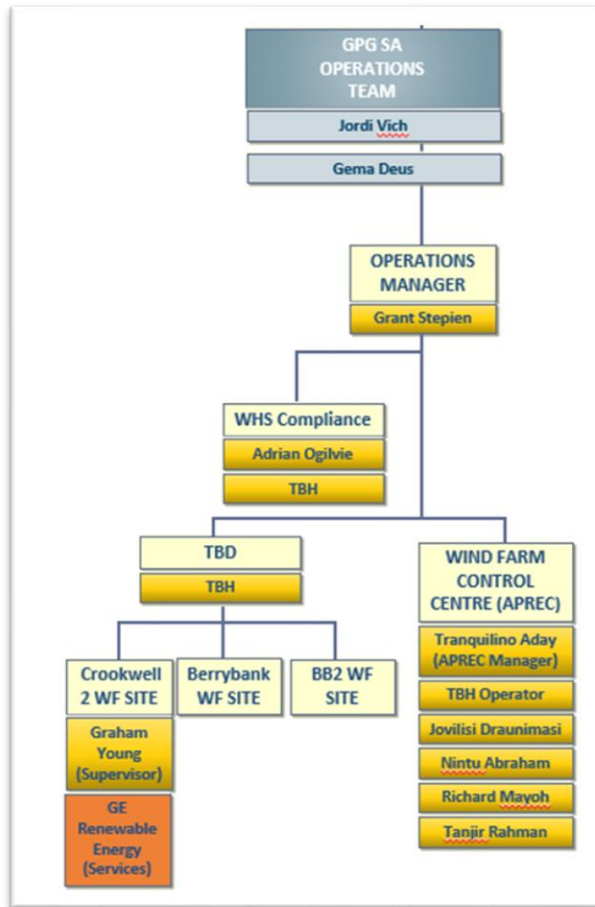 GPG SA
OPERATIONS
TEAM
Jordi Vich
Gema Deus
OPERATIONS
MANAGER
Grant Stepien
WHS Compliance
Adrian Ogilvie
TBH
TBD
TBH
Crookwell
2 WF SITE
Graham
Young
(Supervisor)
GE
Renewable
Energy
(Services)
Berrybank
WF SITE
BB2 WF
SITE
WIND FARM
CONTROL
CENTRE (APREC)
Tranquilino Aday
(APREC Manager)
TBH Operator
Jovilisi Draunimasi
Nintu Abraham
Richard Mayoh
Tanjir Rahman